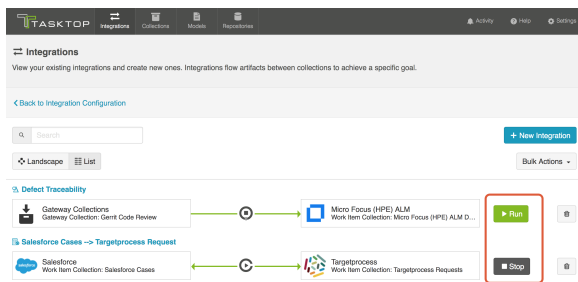 TASKTOP
Integrations
Collections
Models
Repositories
Activity
Help
Settings
Integrations
View your existing integrations and create new ones. Integrations flow artifacts between collections to achieve a specific goal.
Back to Integration Configuration
Search
+ New Integration
Landscape
List
Bulk Actions
Defect Traceability
Gateway Collections
Gateway Collection: Gerrit Code Review
Micro Focus (HPE) ALM
Work Item Collection: Micro Focus (HPE) ALM D...
Run
Salesforce Cases --> Targetprocess Request
salesforce
Salesforce
Work Item Collection: Salesforce Cases
Targetprocess
Work Item Collection: Targetprocess Requests
Stop